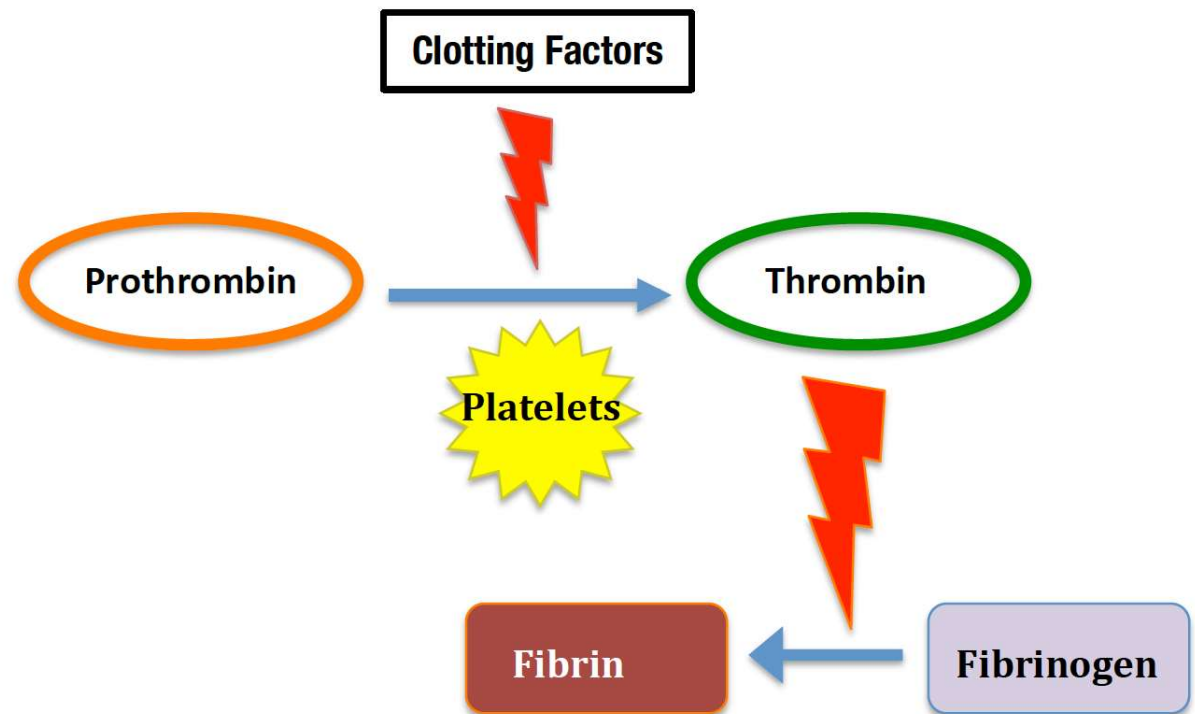 Clotting Factors
Prothrombin
Thrombin
Platelets
Fibrin
Fibrinogen